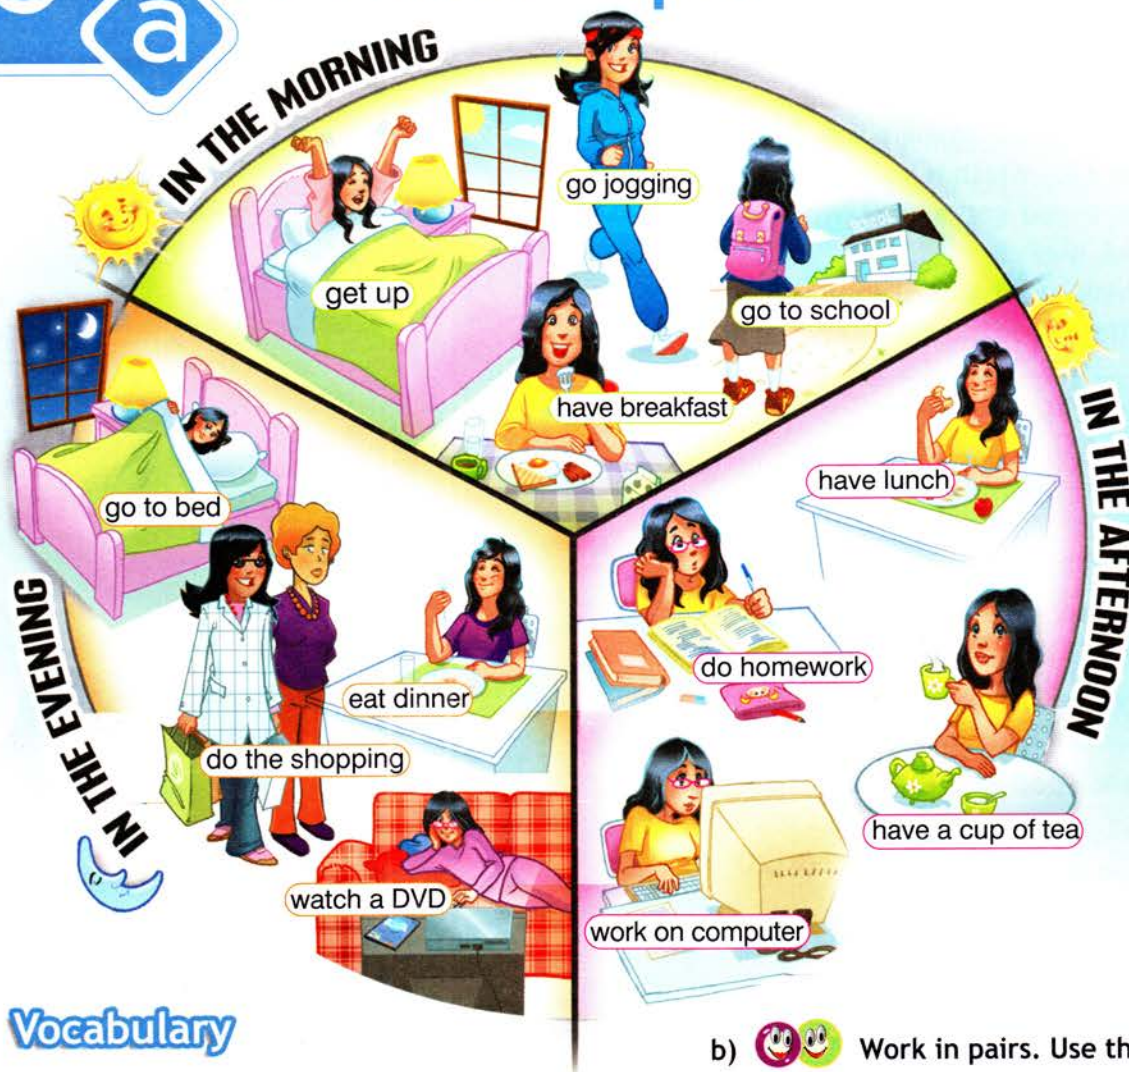 a
IN THE MORNING
go jogging
get up
go to school
have breakfast
IN THE AFTERNOON
have lunch
do homework
have a cup of tea
work on computer
IN THE EVENING
go to bed
eat dinner
do the shopping
watch a DVD
Vocabulary
b) Work in pairs. Use th